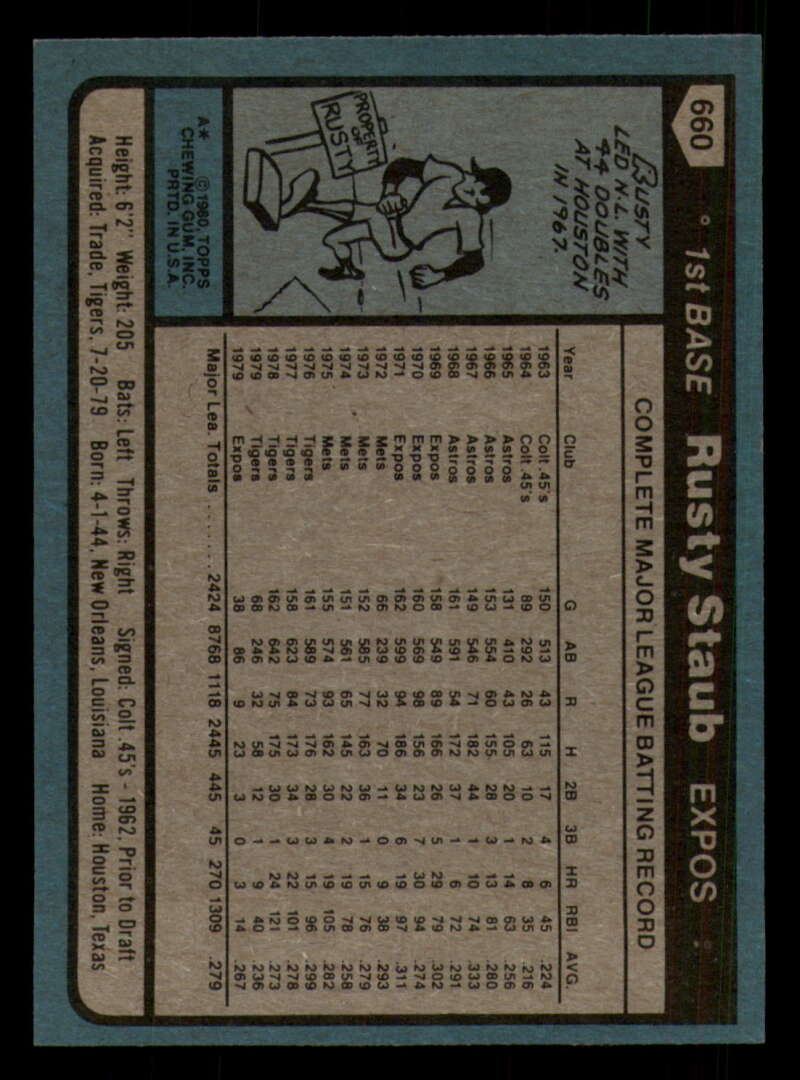 660
1st BASE Rusty Staub EXPOS
RUSTY
LED N.L. WITH
44 DOUBLES
AT HOUSTON
IN 1967.
PROPERTY
OF
RUSTY
A* © 1980 TOPPS
CHEWING GUM, INC.
PRTD. IN U.S.A.
COMPLETE MAJOR LEAGUE BATTING RECORD
Year Club G AB R H 2B 3B HR RBI AVG.
1963 Colt .45's 150 513 43 115 17 4 6 45 .224
1964 Colt .45's 89 292 26 63 10 2 8 35 .216
1965 Astros 131 410 43 105 20 1 14 63 .256
1966 Astros 153 554 60 155 28 3 13 81 .280
1967 Astros 149 546 71 182 44 1 10 74 .333
1968 Astros 161 591 54 172 37 1 6 72 .291
1969 Expos 158 549 89 166 26 5 29 79 .302
1970 Expos 160 569 98 156 23 7 30 94 .274
1971 Expos 162 599 94 186 34 6 19 97 .311
1972 Mets 66 239 32 70 11 0 9 38 .293
1973 Mets 152 585 77 163 36 1 15 76 .279
1974 Mets 151 561 65 145 22 2 19 78 .258
1975 Mets 155 574 93 162 30 4 19 105 .282
1976 Tigers 161 589 73 176 28 3 15 96 .299
1977 Tigers 158 623 84 173 34 3 22 101 .278
1978 Tigers 162 642 75 175 30 1 24 121 .273
1979 Tigers 68 246 32 58 12 1 9 40 .236
1979 Expos 38 86 9 23 3 0 3 14 .267
Major Lea. Totals ........ 2424 8768 1118 2445 445 45 270 1309 .279
Height: 6'2" Weight: 205 Bats: Left Throws: Right Signed: Colt .45's - 1962, Prior to Draft
Acquired: Trade, Tigers, 7-20-79 Born: 4-1-44, New Orleans, Louisiana Home: Houston, Texas